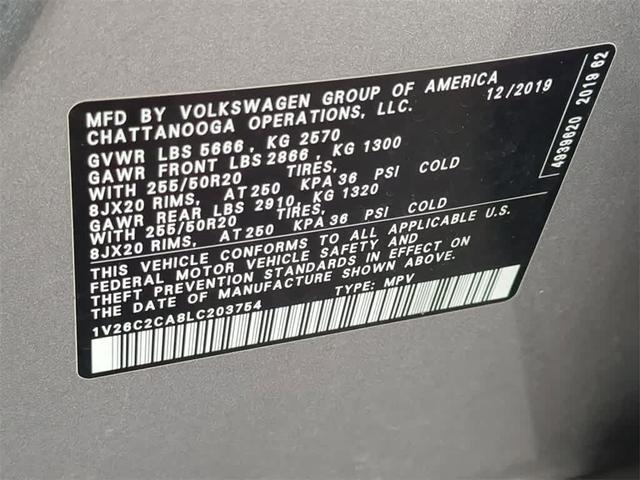 MFD BY VOLKSWAGEN GROUP OF AMERICA
CHATTANOOGA OPERATIONS, LLC. 12/2019
GVWR LBS 5666 , KG 2570
GAWR FRONT LBS 2866 , KG 1300
WITH 255/50R20 TIRES,
8JX20 RIMS, AT 250 KPA 36 PSI COLD
GAWR REAR LBS 2910, KG 1320
WITH 255/50R20 TIRES,
8JX20 RIMS, AT 250 KPA 36 PSI COLD
THIS VEHICLE CONFORMS TO ALL APPLICABLE U.S.
FEDERAL MOTOR VEHICLE SAFETY AND
THEFT PREVENTION STANDARDS IN EFFECT ON
THE DATE OF MANUFACTURE SHOWN ABOVE.
1V26C2CA8LC203754 TYPE: MPV
4939620 2019 62